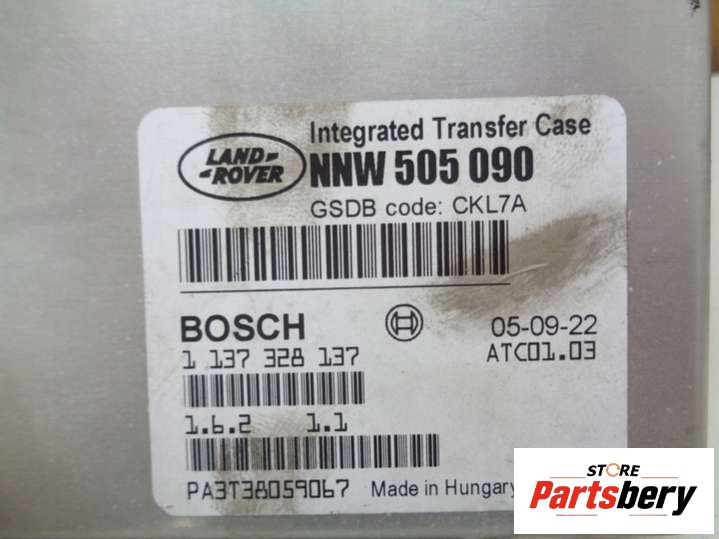 LAND-
-ROVER
Integrated Transfer Case
NNW 505 090
GSDB code: CKL7A
BOSCH
05-09-22
1 137 328 137
ATC01.03
1.6.2 1.1
PA3T38059067 Made in Hungary
STORE
Partsbery